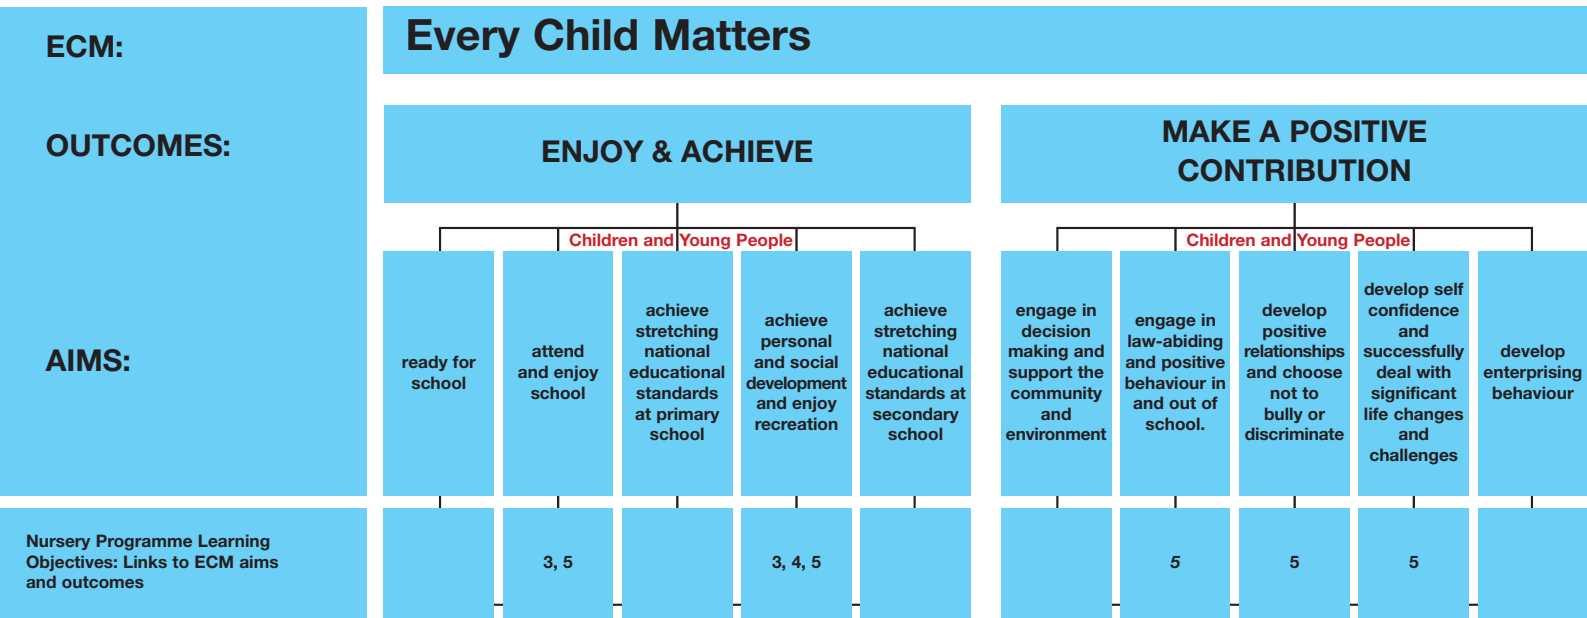 ECM:
Every Child Matters
OUTCOMES:
ENJOY & ACHIEVE
MAKE A POSITIVE
CONTRIBUTION
Children and Young People
Children and Young People
AIMS:
ready for
school
attend
and enjoy
school
achieve
stretching
national
educational
standards
at primary
school
achieve
personal
and social
development
and enjoy
recreation
achieve
stretching
national
educational
standards at
secondary
school
engage in
decision
making and
support the
community
and
environment
engage in
law-abiding
and positive
behaviour in
and out of
school.
develop
positive
relationships
and choose
not to
bully or
discriminate
develop self
confidence
and
successfully
deal with
significant
life changes
and
challenges
develop
enterprising
behaviour
Nursery Programme Learning
Objectives: Links to ECM aims
and outcomes
3, 5
3, 4, 5
5
5
5